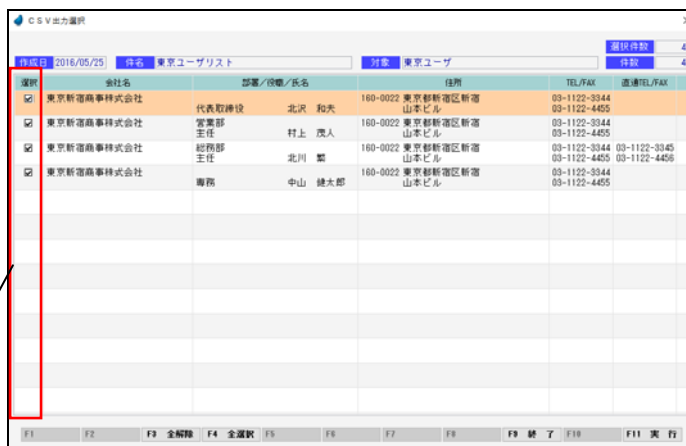 CSV出力選択
選択件数 4
作成日 2016/05/25 件名 東京ユーザリスト 対象 東京ユーザ 件数 4
選択 会社名 部署/役職/氏名 住所 TEL/FAX 直通TEL/FAX
東京新宿商事株式会社 160-0022 東京都新宿区新宿 03-1122-3344
代表取締役 北沢 和夫 山本ビル 03-1122-4455
東京新宿商事株式会社 営業部 160-0022 東京都新宿区新宿 03-1122-3344
主任 村上 茂人 山本ビル 03-1122-4455
東京新宿商事株式会社 総務部 160-0022 東京都新宿区新宿 03-1122-3344 03-1122-3345
主任 北川 山本ビル 03-1122-4455 03-1122-4456
東京新宿商事株式会社 160-0022 東京都新宿区新宿 03-1122-3344
専務 中山 健太郎 山本ビル 03-1122-4455
F1 F2 F3 全解除 F4 全選択 F5 F6 F7 F8 F9 終 了 F10 F11 実 行